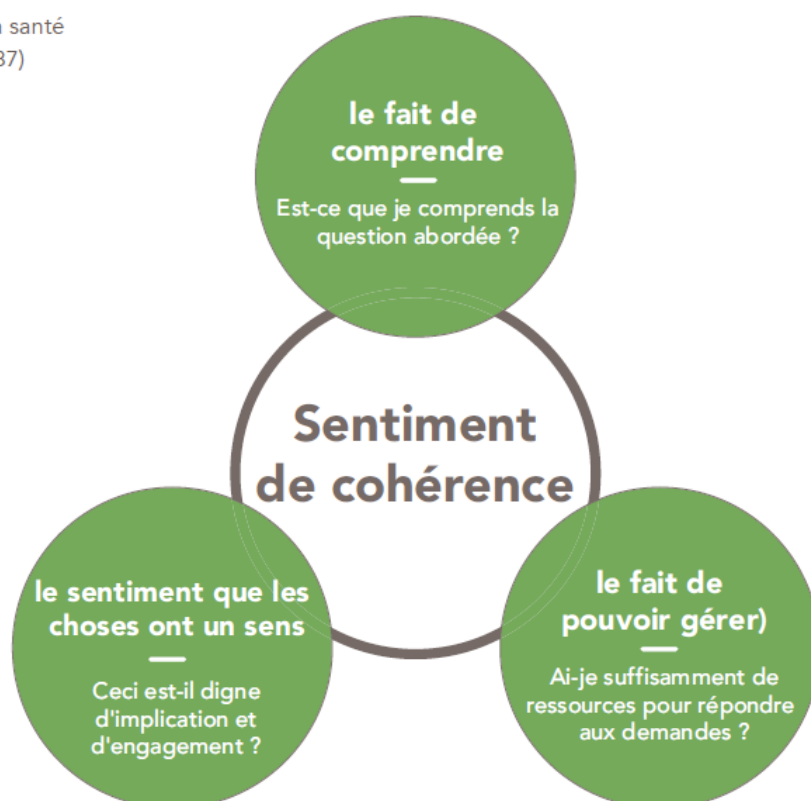 santé
37)
le fait de
comprendre
Est-ce que je comprends la
question abordée ?
Sentiment
de cohérence
le sentiment que les
choses ont un sens
Ceci est-il digne
d'implication et
d'engagement ?
le fait de
pouvoir gérer)
Ai-je suffisamment de
ressources pour répondre
aux demandes ?